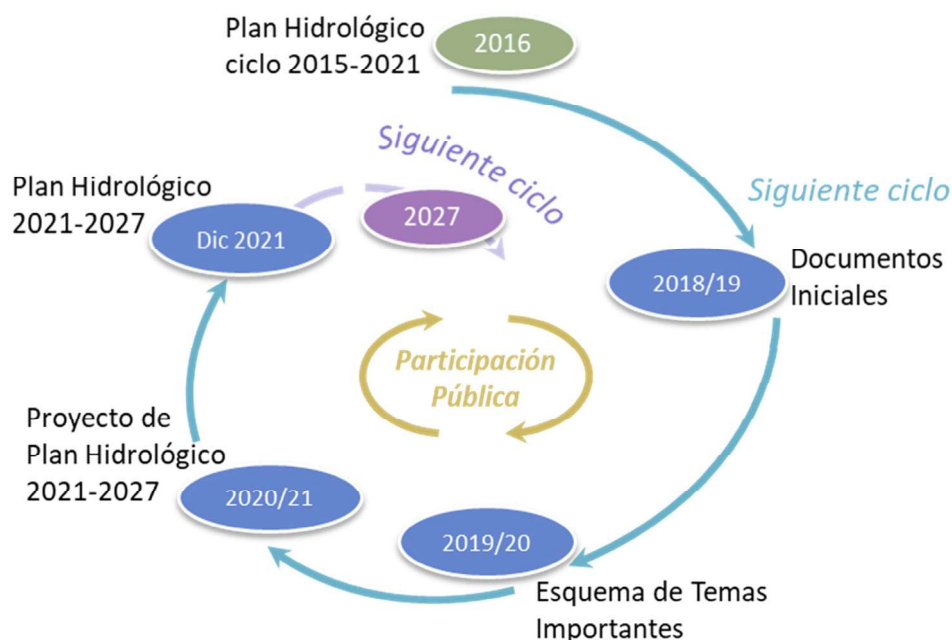 Plan Hidrológico
ciclo 2015-2021
2016
Siguiente ciclo
Siguiente ciclo
Plan Hidrológico
2021-2027
Dic 2021
2027
2018/19
Documentos
Iniciales
Participación
Pública
Proyecto de
Plan Hidrológico
2021-2027
2020/21
2019/20
Esquema de Temas
Importantes